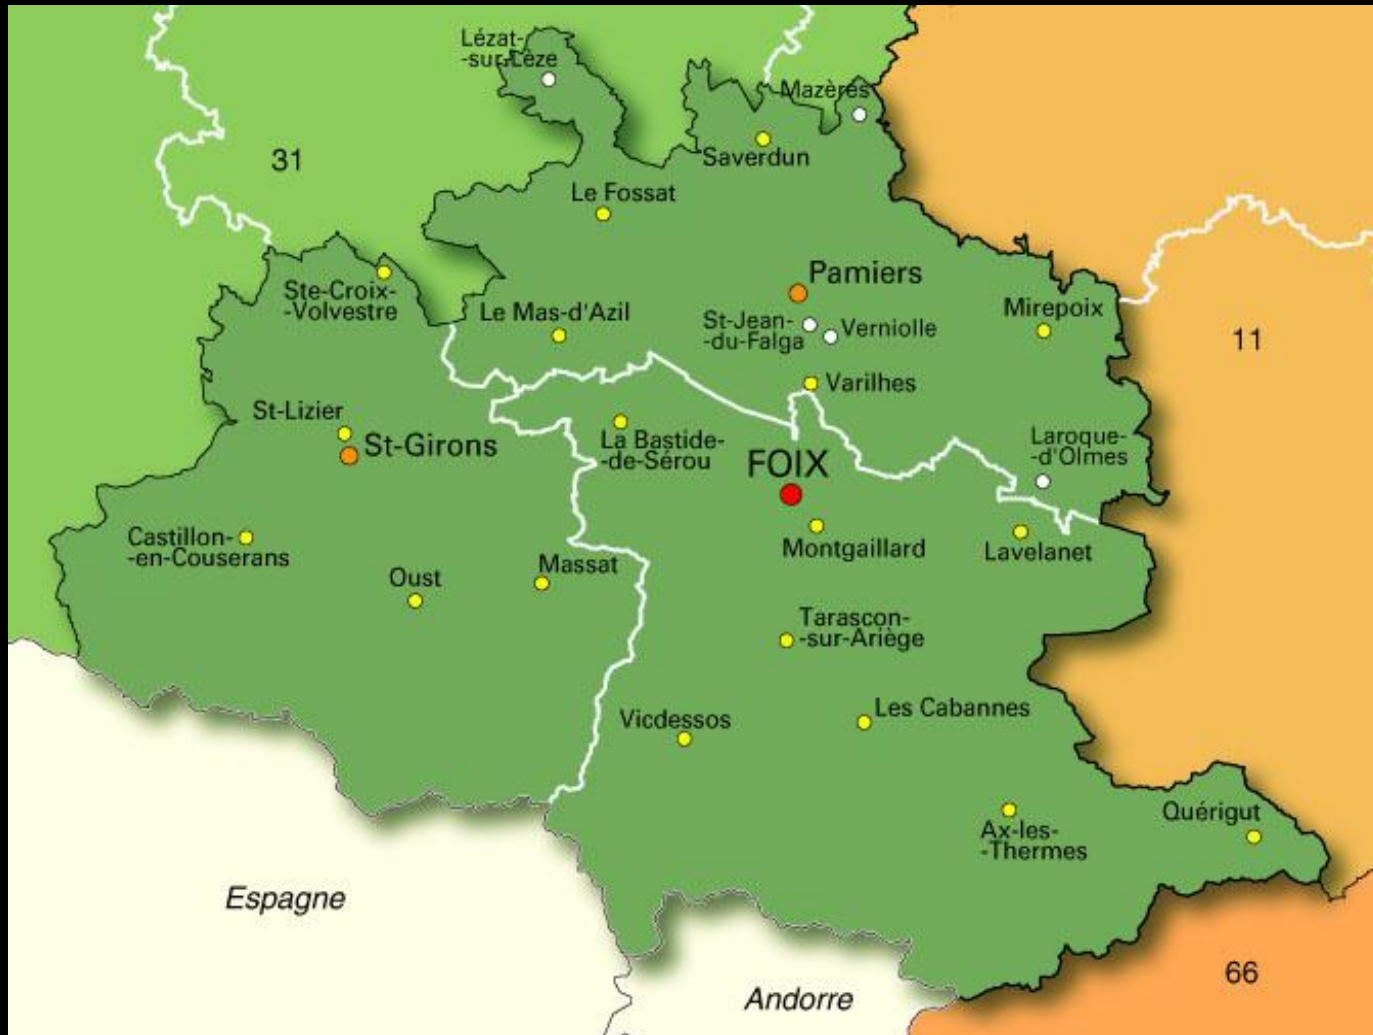 Lézat-
-sur-Lèze
Mazères
Saverdun
31
Le Fossat
Pamiers
Ste-Croix-
-Volvestre
Le Mas-d'Azil
St-Jean-
-du-Falga
Verniolle
Mirepoix
11
Varilhes
St-Lizier
St-Girons
La Bastide-
-de-Sérou
FOIX
Laroque-
-d'Olmes
Castillon-
-en-Couserans
Montgaillard
Lavelanet
Massat
Oust
Tarascon-
-sur-Ariège
Vicdessos
Les Cabannes
Ax-les-
-Thermes
Quérigut
Espagne
Andorre
66